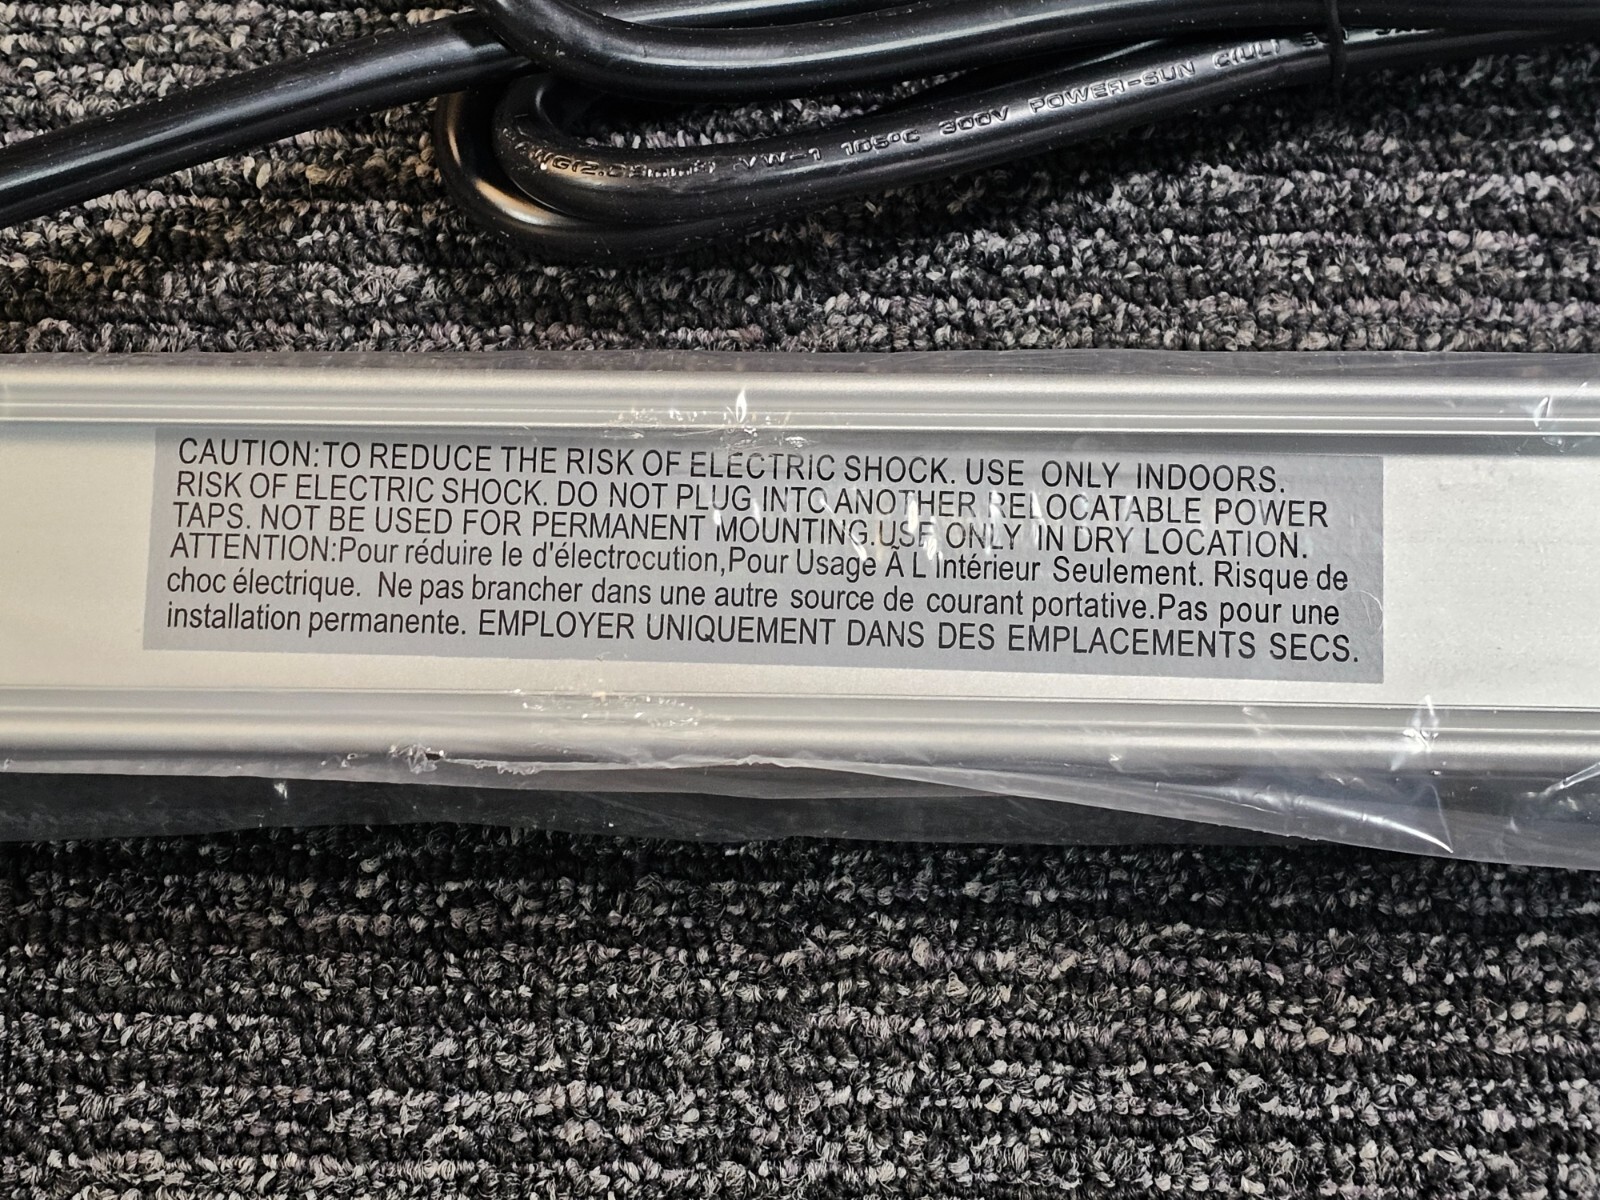 VW-1 105°C 300V POWER-SUN C(UL)
CAUTION:TO REDUCE THE RISK OF ELECTRIC SHOCK. USE ONLY INDOORS.
RISK OF ELECTRIC SHOCK. DO NOT PLUG INTO ANOTHER RELOCATABLE POWER
TAPS. NOT BE USED FOR PERMANENT MOUNTING.USE ONLY IN DRY LOCATION.
ATTENTION:Pour réduire le d'électrocution,Pour Usage Ã L'intérieur Seulement. Risque de
choc électrique. Ne pas brancher dans une autre source de courant portative.Pas pour une
installation permanente. EMPLOYER UNIQUEMENT DANS DES EMPLACEMENTS SECS.